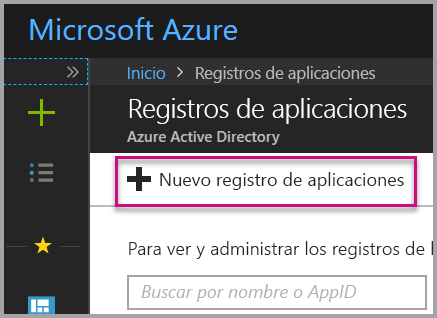 Microsoft Azure
Inicio > Registros de aplicaciones
Registros de aplicaciones
Azure Active Directory
Nuevo registro de aplicaciones
Para ver y administrar los registros de
Buscar por nombre o AppID